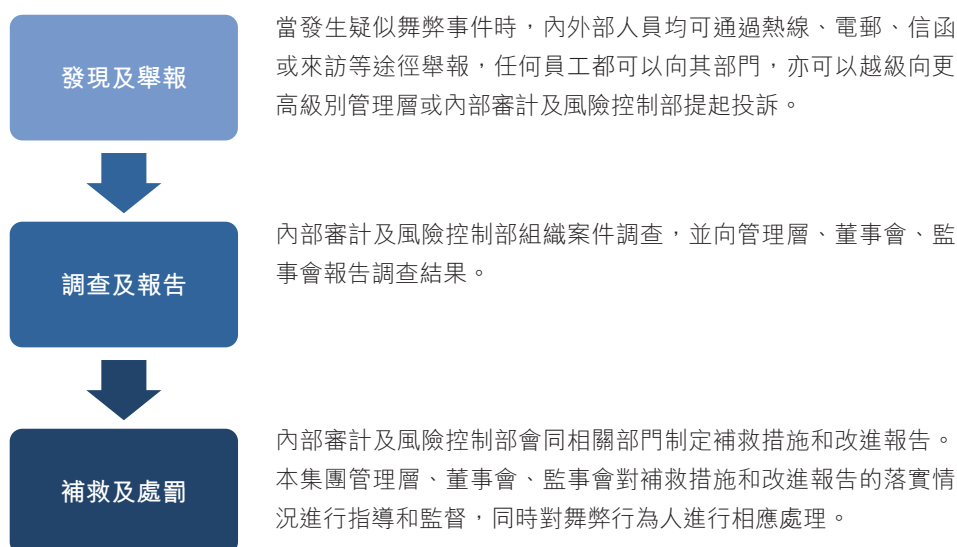 發現及舉報
當發生疑似舞弊事件時，內外部人員均可通過熱線、電郵、信函
或來訪等途徑舉報，任何員工都可以向其部門，亦可以越級向更
高級別管理層或內部審計及風險控制部提起投訴。
調查及報告
內部審計及風險控制部組織案件調查，並向管理層、董事會、監
事會報告調查結果。
補救及處罰
內部審計及風險控制部會同相關部門制定補救措施和改進報告。
本集團管理層、董事會、監事會對補救措施和改進報告的落實情
況進行指導和監督，同時對舞弊行為人進行相應處理。